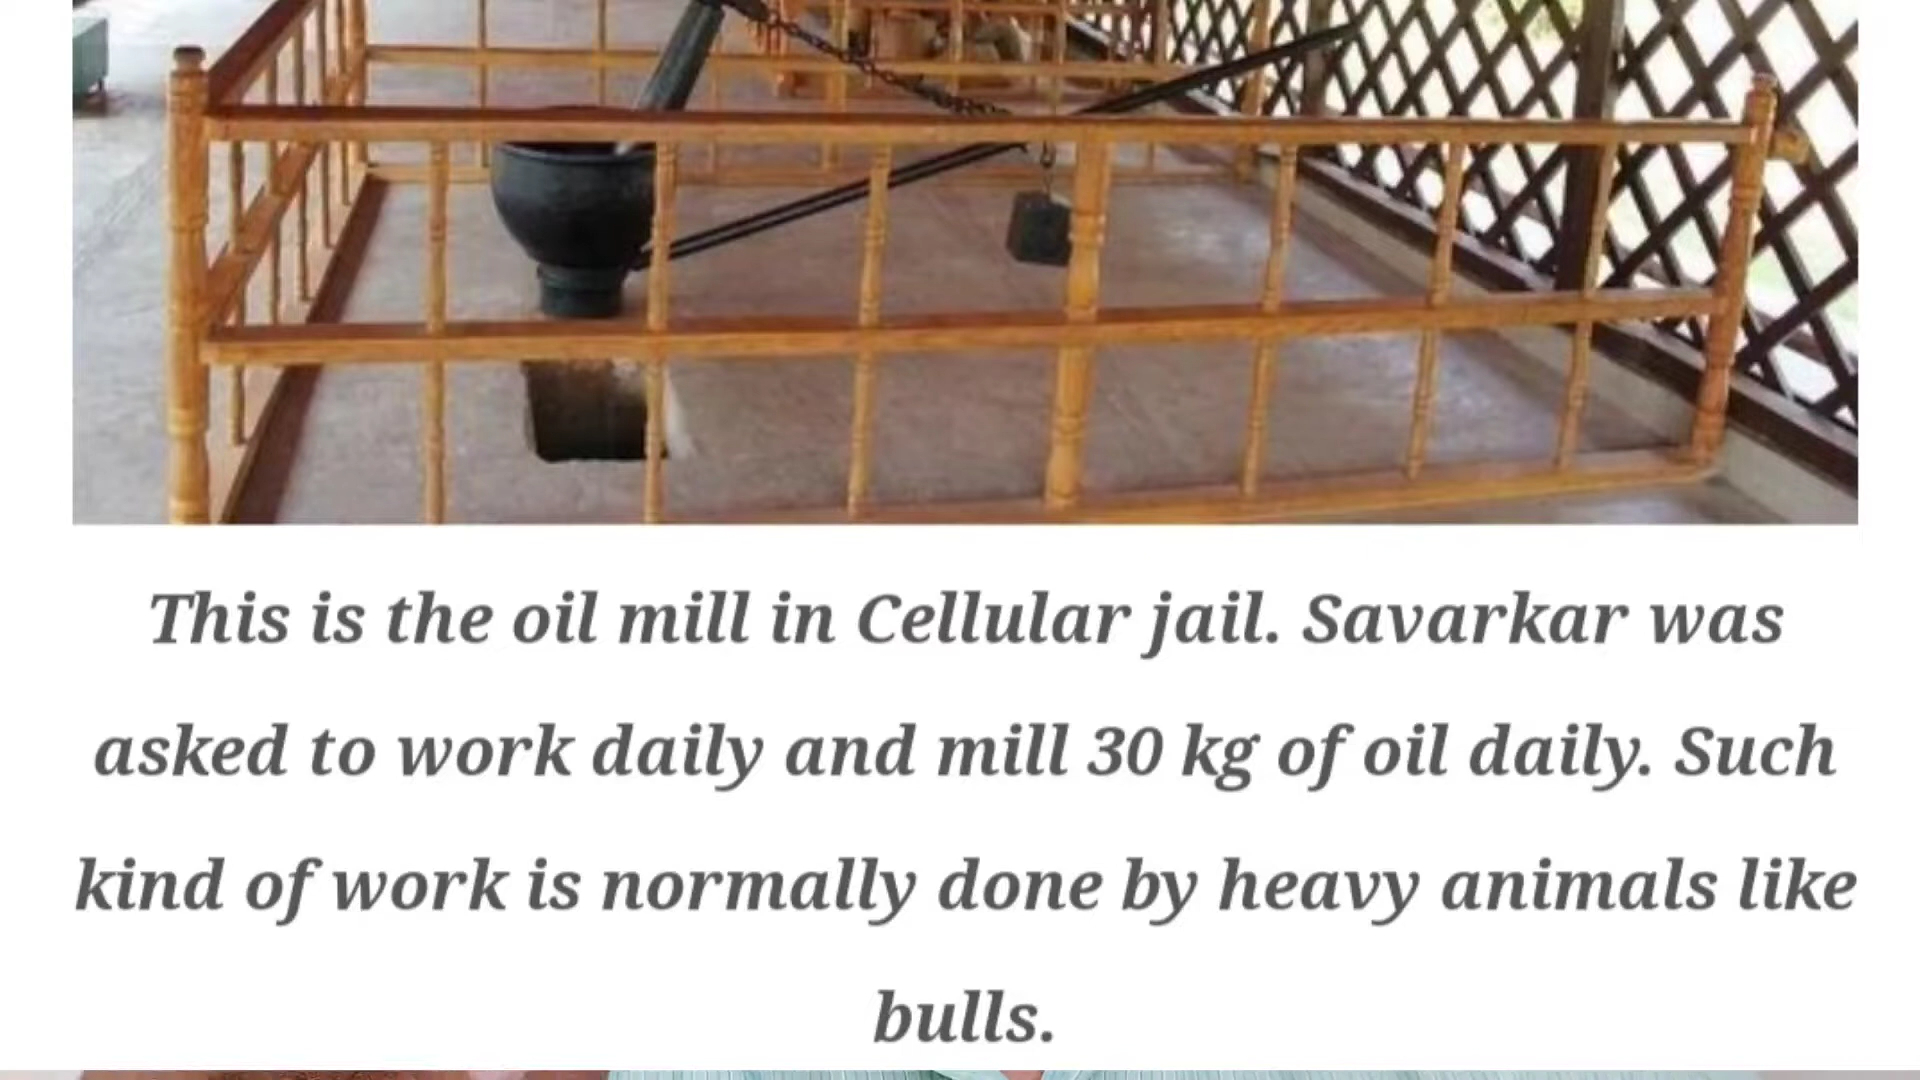 This is the oil mill in Cellular jail. Savarkar was
asked to work daily and mill 30 kg of oil daily. Such
kind of work is normally done by heavy animals like
bulls.